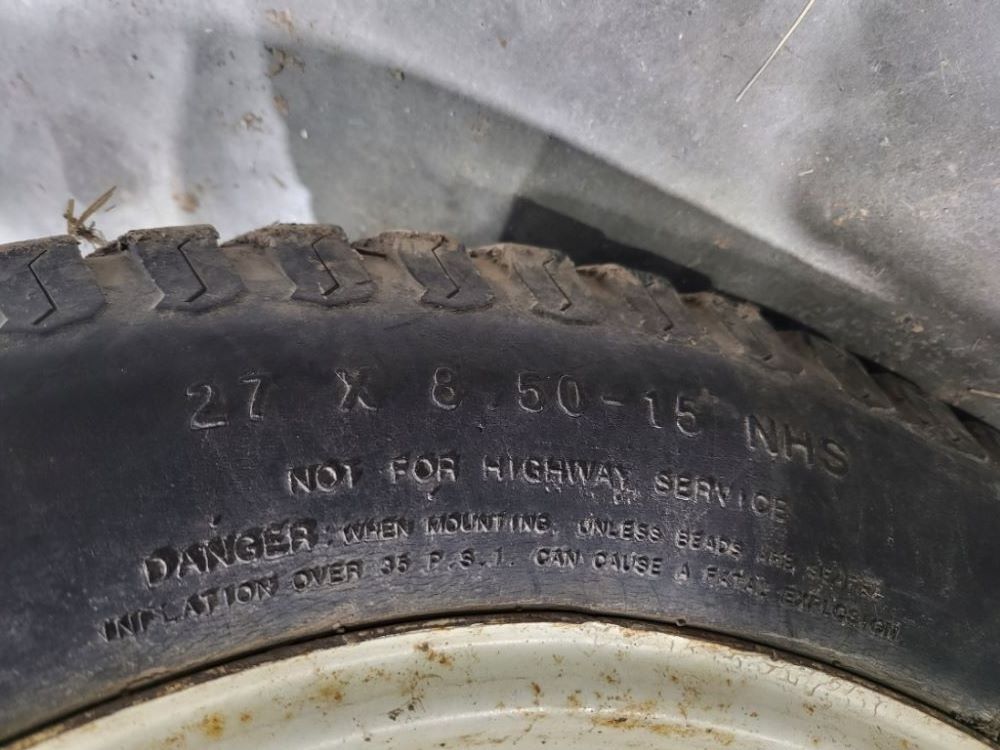 27 X 8.50-15 NHS
NOT FOR HIGHWAY SERVICE
DANGER: WHEN MOUNTING, UNLESS BEADS ARE SEATED
INFLATION OVER 35 P.S.I. CAN CAUSE A FATAL EXPLOSION